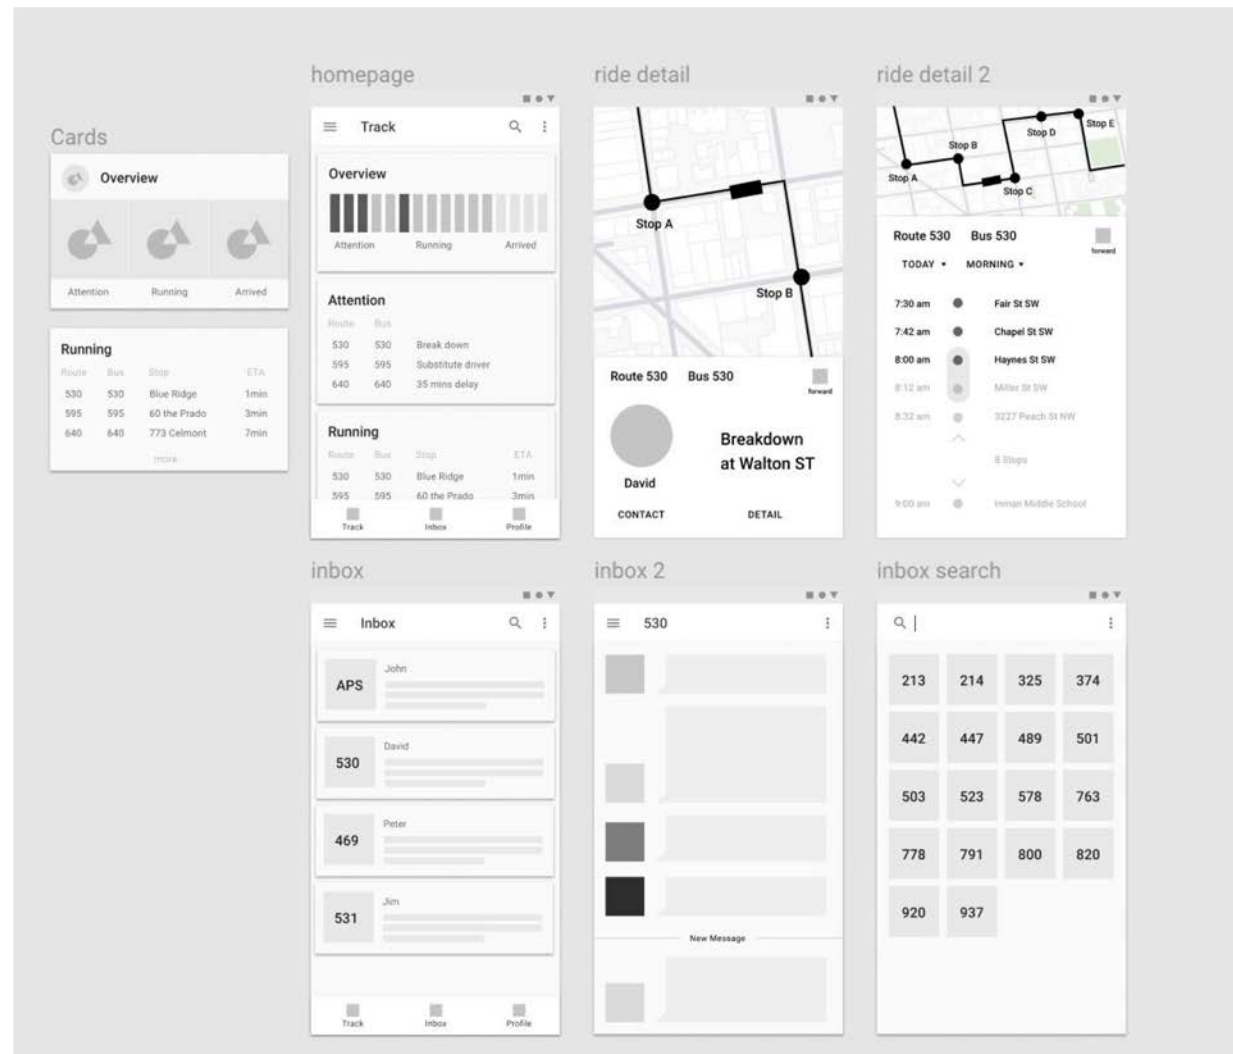 Cards
Overview
Attention Running Arrived
Running
Route Bus Stop ETA
530 530 Blue Ridge 1min
595 595 60 the Prado 3min
640 640 773 Celmont 7min
more
homepage
Track
Overview
Attention Running Arrived
Attention
Route Bus
530 530 Break down
595 595 Substitute driver
640 640 35 mins delay
Running
Route Bus Stop ETA
530 530 Blue Ridge 1min
595 595 60 the Prado 3min
Track Inbox Profile
ride detail
Stop A
Stop B
Route 530 Bus 530
forward
Breakdown
at Walton ST
David
CONTACT DETAIL
ride detail 2
Stop E
Stop D
Stop B
Stop A
Stop C
Route 530 Bus 530
forward
TODAY MORNING
7:30 am Fair St SW
7:42 am Chapel St SW
8:00 am Haynes St SW
8:12 am Miller St SW
8:32 am 3227 Peach St NW
8 Stops
9:00 am Inman Middle School
inbox
Inbox
John
APS
David
530
Peter
469
Jim
531
Track Inbox Profile
inbox 2
530
New Message
inbox search
213 214 325 374
442 447 489 501
503 523 578 763
778 791 800 820
920 937